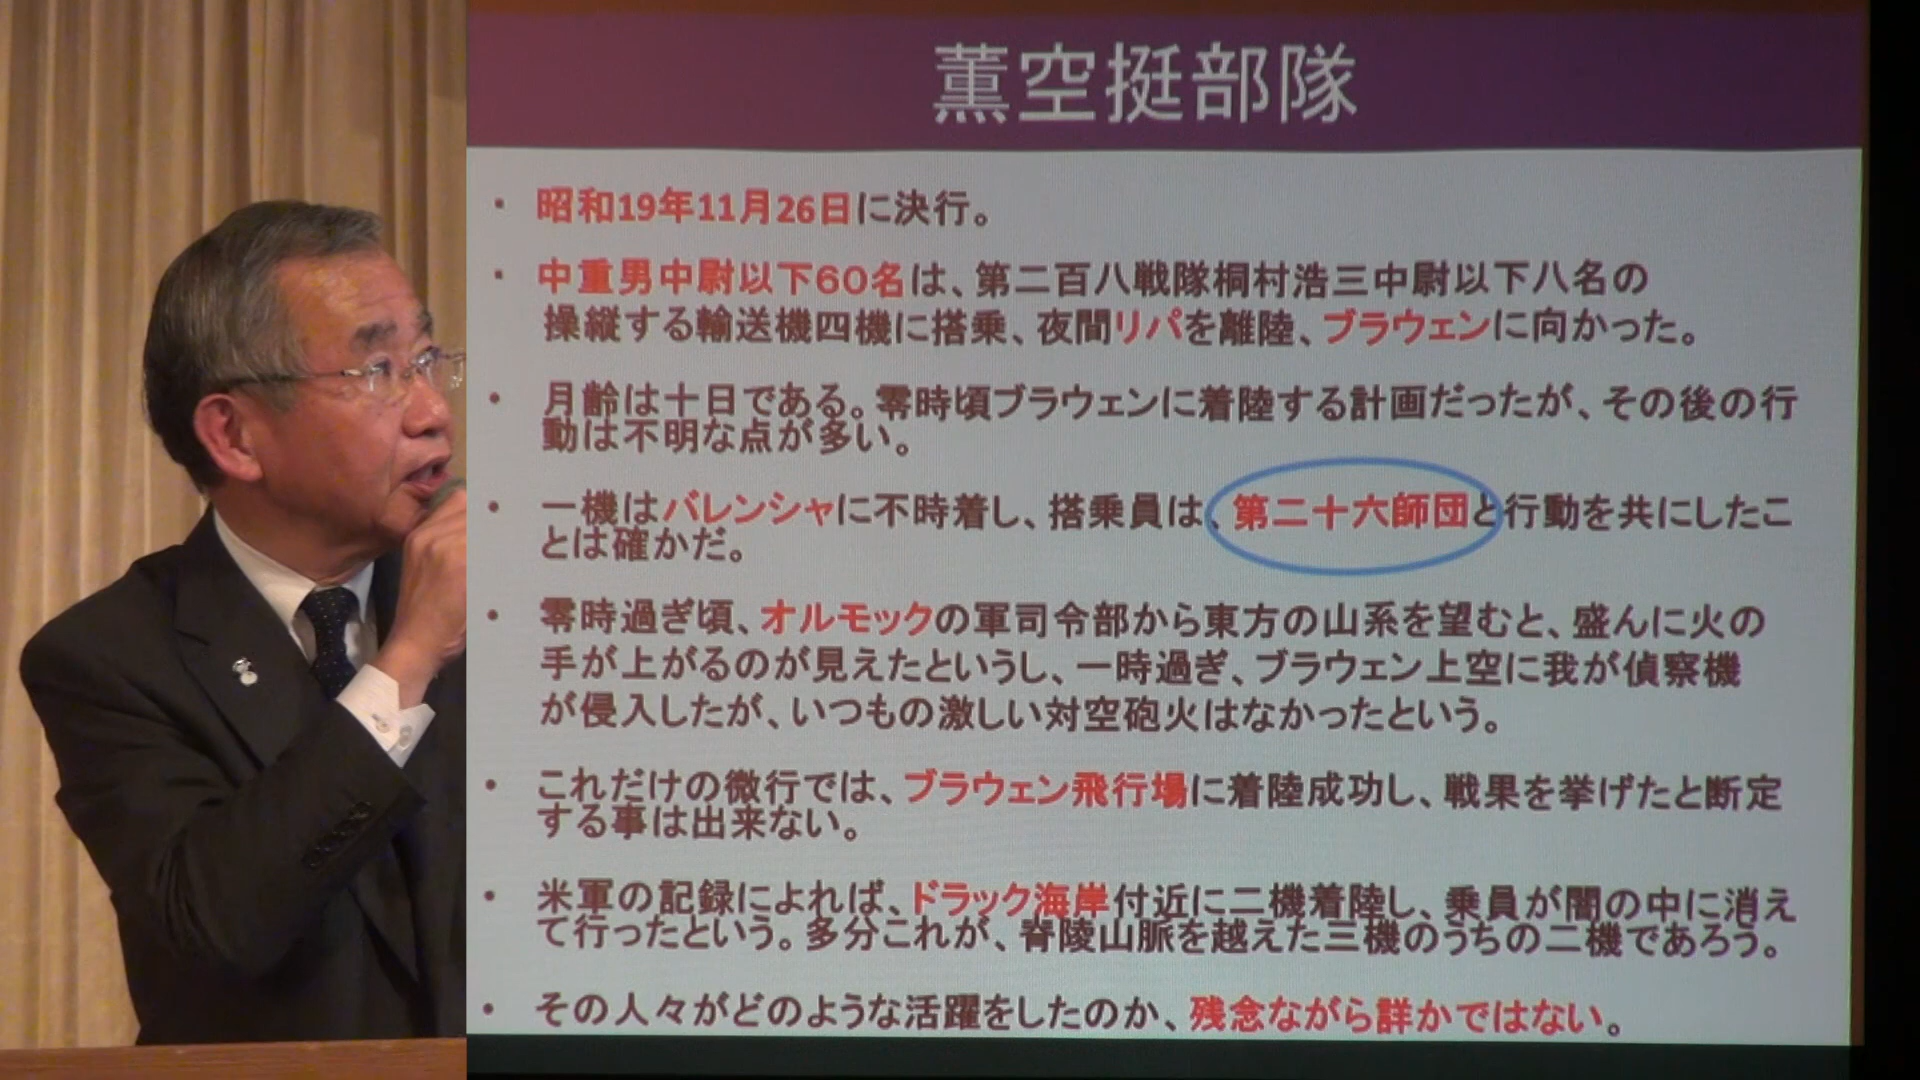 薫空挺部隊
・昭和19年11月26日に決行。
・中重男中尉以下60名は、第二百八戦隊桐村浩三中尉以下八名の
操縦する輸送機四機に搭乗、夜間リパを離陸、ブラウェンに向かった。
・月齢は十日である。零時頃ブラウェンに着陸する計画だったが、その後の行
動は不明な点が多い。
・一機はバレンシャに不時着し、搭乗員は、第二十六師団と行動を共にしたこ
とは確かだ。
・零時過ぎ頃、オルモックの軍司令部から東方の山系を望むと、盛んに火の
手が上がるのが見えたというし、一時過ぎ、ブラウェン上空に我が偵察機
が侵入したが、いつもの激しい対空砲火はなかったという。
・これだけの微行では、ブラウェン飛行場に着陸成功し、戦果を挙げたと断定
する事は出来ない。
・米軍の記録によれば、ドラック海岸付近に二機着陸し、乗員が闇の中に消え
て行ったという。多分これが、脊陵山脈を越えた三機のうちの二機であろう。
・その人々がどのような活躍をしたのか、残念ながら詳かではない。